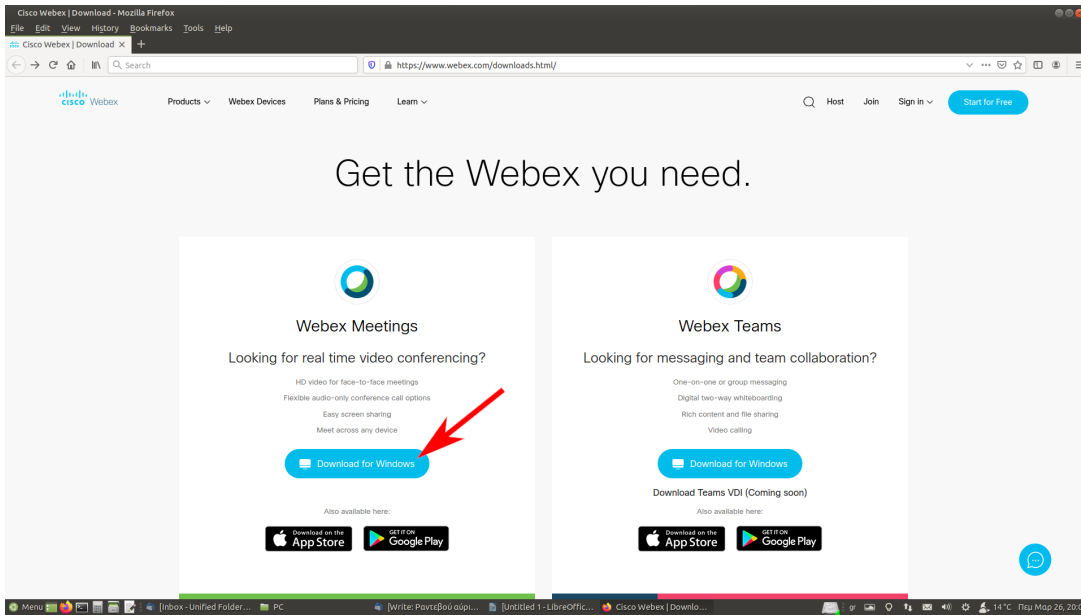 Cisco Webex | Download - Mozilla Firefox
File Edit View History Bookmarks Tools Help
Cisco Webex | Download × +
Search
https://www.webex.com/downloads.html/
cisco Webex
Products Webex Devices Plans & Pricing Learn
Host Join Sign in Start for Free
Get the Webex you need.
Webex Meetings
Looking for real time video conferencing?
HD video for face-to-face meetings
Flexible audio-only conference call options
Easy screen sharing
Meet across any device
Download for Windows
Also available here:
Download on the
App Store
GET IT ON
Google Play
Webex Teams
Looking for messaging and team collaboration?
One-on-one or group messaging
Digital two-way whiteboarding
Rich content and file sharing
Video calling
Download for Windows
Download Teams VDI (Coming soon)
Also available here:
Download on the
App Store
GET IT ON
Google Play
Menu [Inbox - Unified Folder... PC [Write: Ραντεβού αύρι... [Untitled 1 - LibreOffic... Cisco Webex | Downlo... gr 14°C Πεμ Μαρ 26, 20:0